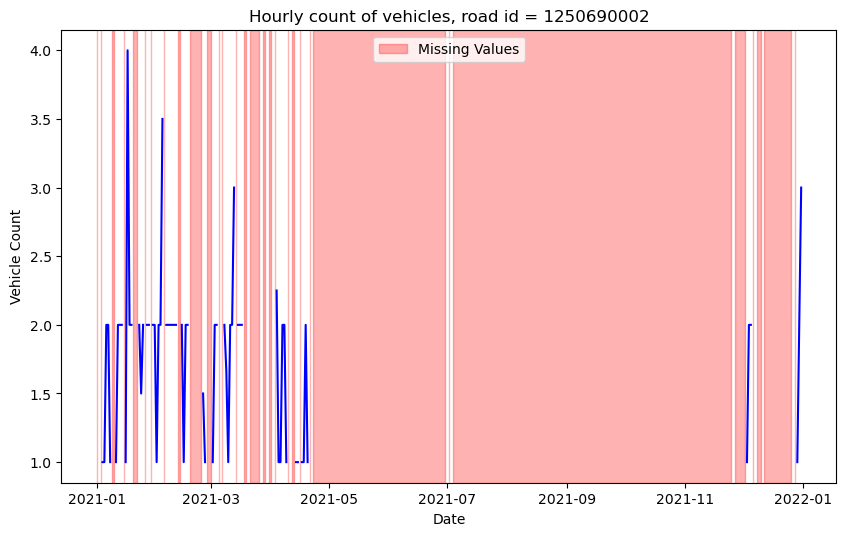 Hourly count of vehicles, road id = 1250690002
Missing Values
4.0
3.5
3.0
2.5
2.0
1.5
1.0
Vehicle Count
2021-01 2021-03 2021-05 2021-07 2021-09 2021-11 2022-01
Date